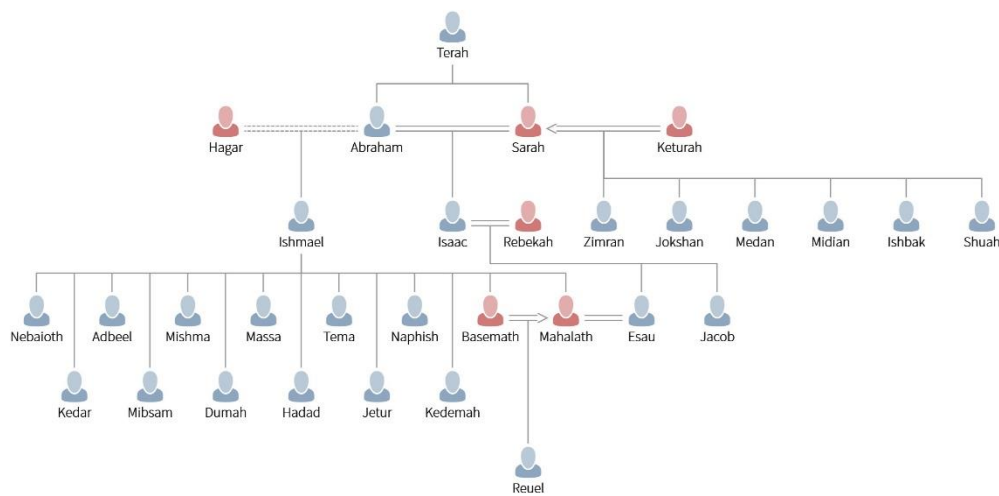 Terah
Hagar
Abraham
Sarah
Keturah
Ishmael
Isaac
Rebekah
Zimran
Jokshan
Medan
Midian
Ishbak
Shuah
Nebaioth
Adbeel
Mishma
Massa
Tema
Naphish
Basemath
Mahalath
Esau
Jacob
Kedar
Mibsam
Dumah
Hadad
Jetur
Kedemah
Reuel